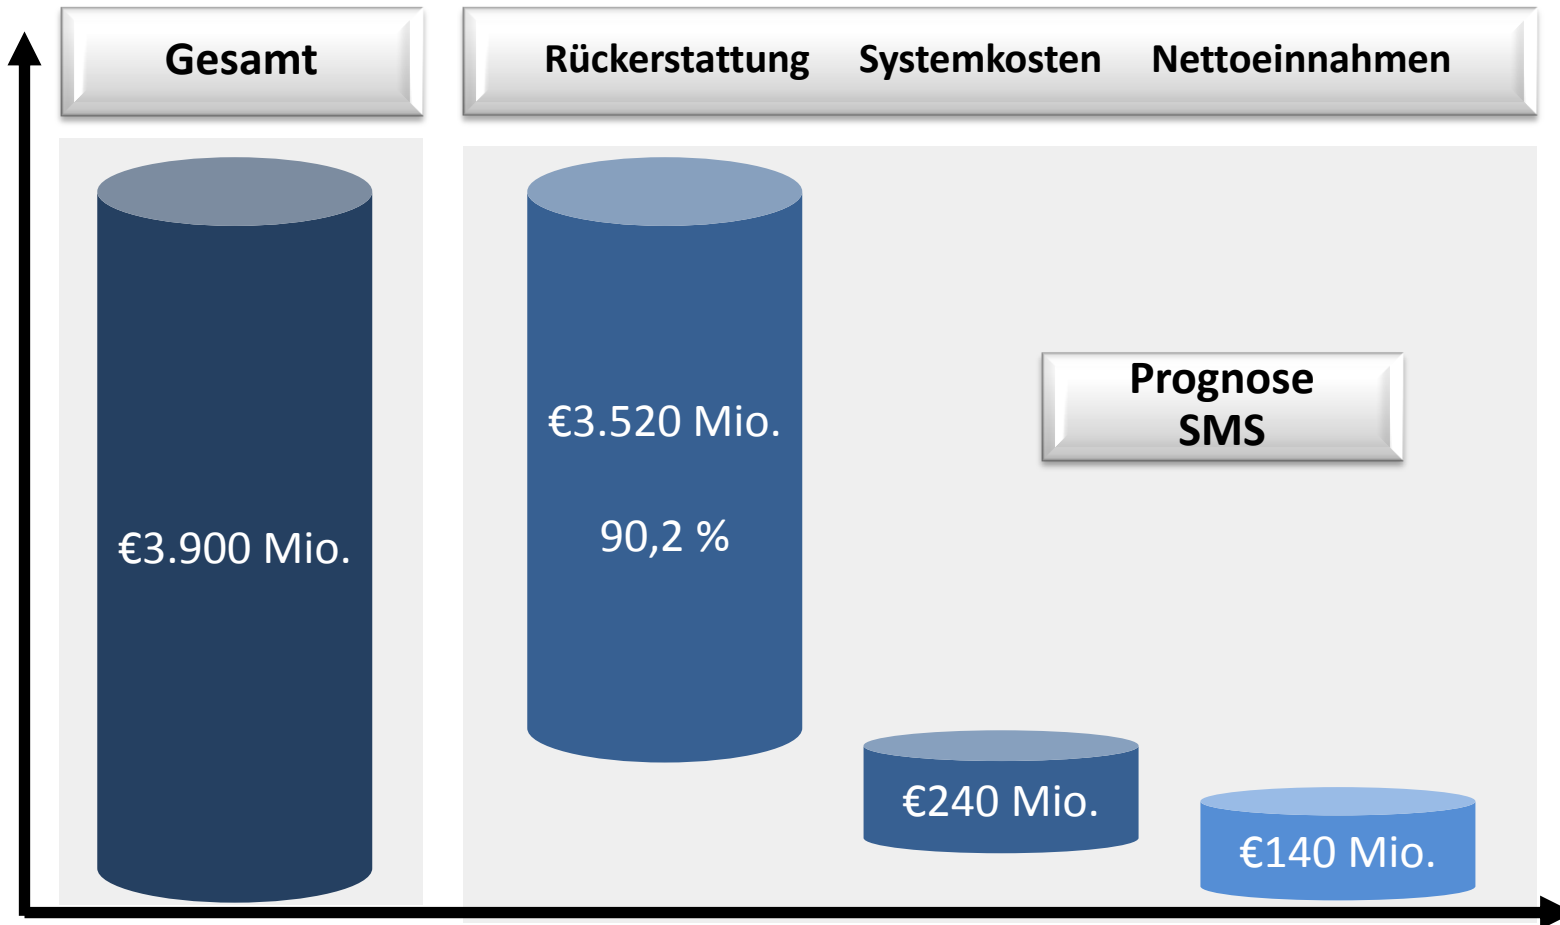 Gesamt
Rückerstattung Systemkosten Nettoeinnahmen
Prognose
SMS
€3.900 Mio.
€3.520 Mio.
90,2 %
€240 Mio.
€140 Mio.